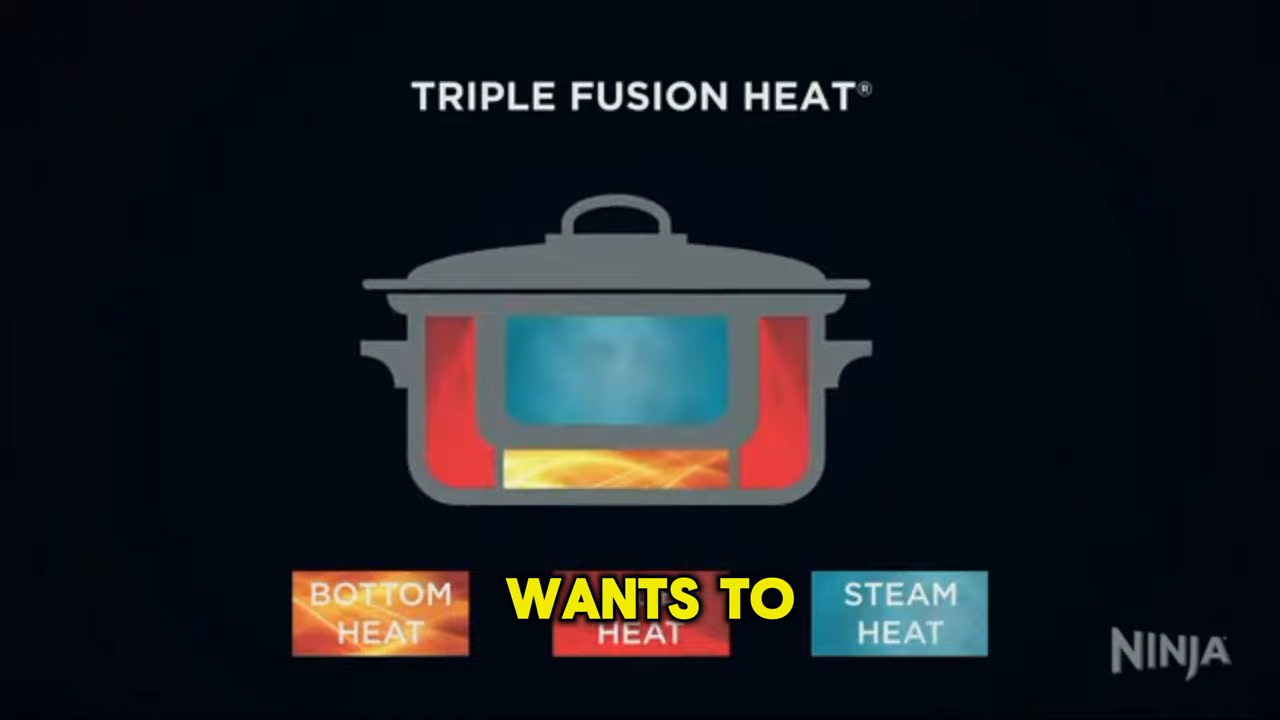 TRIPLE FUSION HEAT®
BOTTOM
HEAT
WANTS TO
HEAT
STEAM
HEAT
NINJA